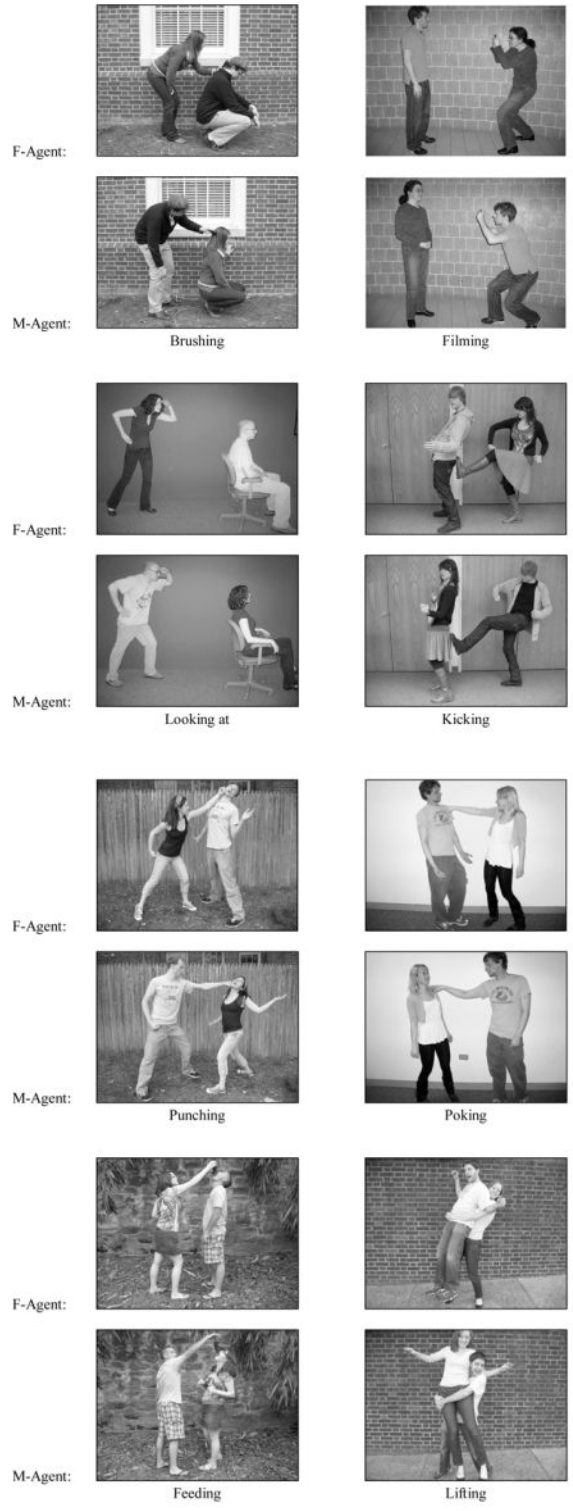 F-Agent:
M-Agent:
Brushing
Filming
F-Agent:
M-Agent:
Looking at
Kicking
F-Agent:
M-Agent:
Punching
Poking
F-Agent:
M-Agent:
Feeding
Lifting